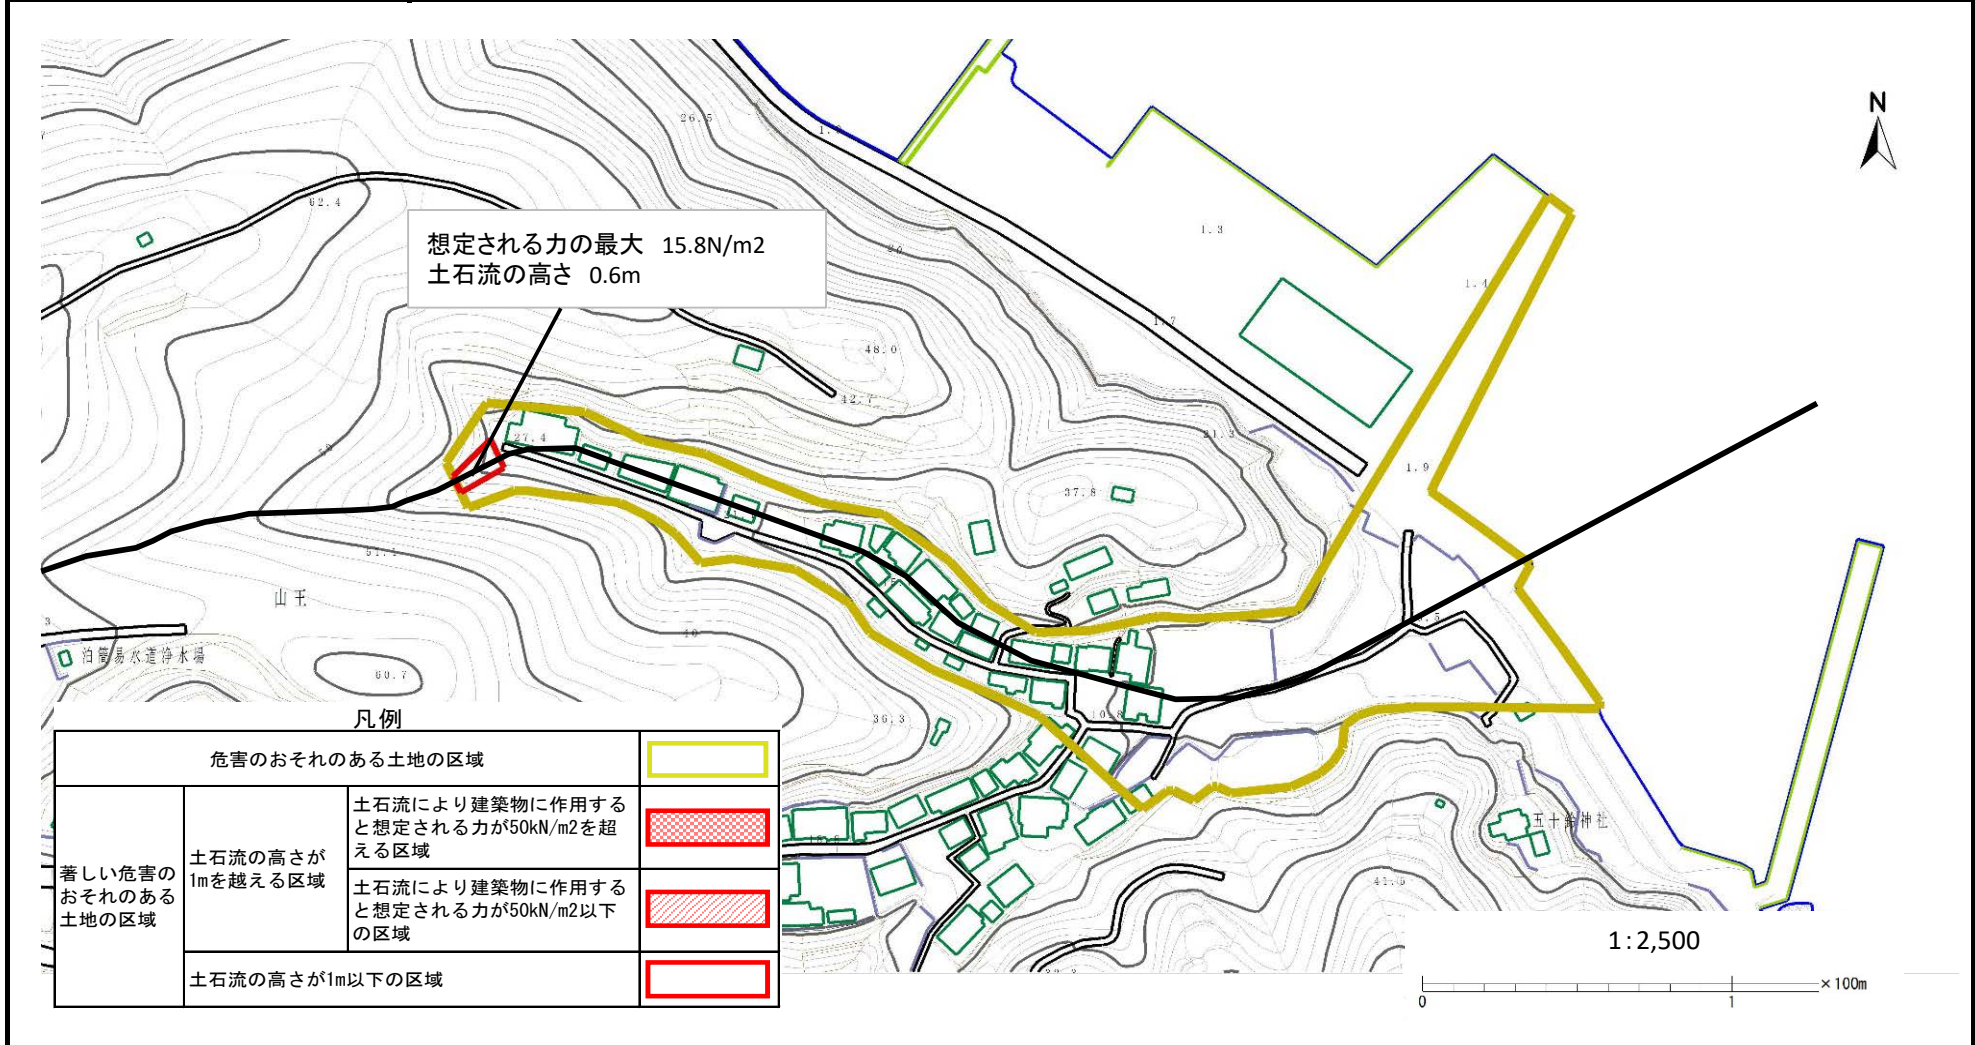 N
26.5
62.4
1.3
想定される力の最大 15.8N/m2
土石流の高さ 0.6m
1.4
1.7
48.0
42.7
27.4
21.3
1.9
37.8
51.1
山王
40
泊簡易水道浄水場
60.7
36.3
10.8
凡例
危害のおそれのある土地の区域
著しい危害の
おそれのある
土地の区域
土石流の高さが
1mを越える区域
土石流により建築物に作用する
と想定される力が50kN/m2を超
える区域
土石流により建築物に作用する
と想定される力が50kN/m2以下
の区域
土石流の高さが1m以下の区域
五十鈴神社
1:2,500
×100m
0
1